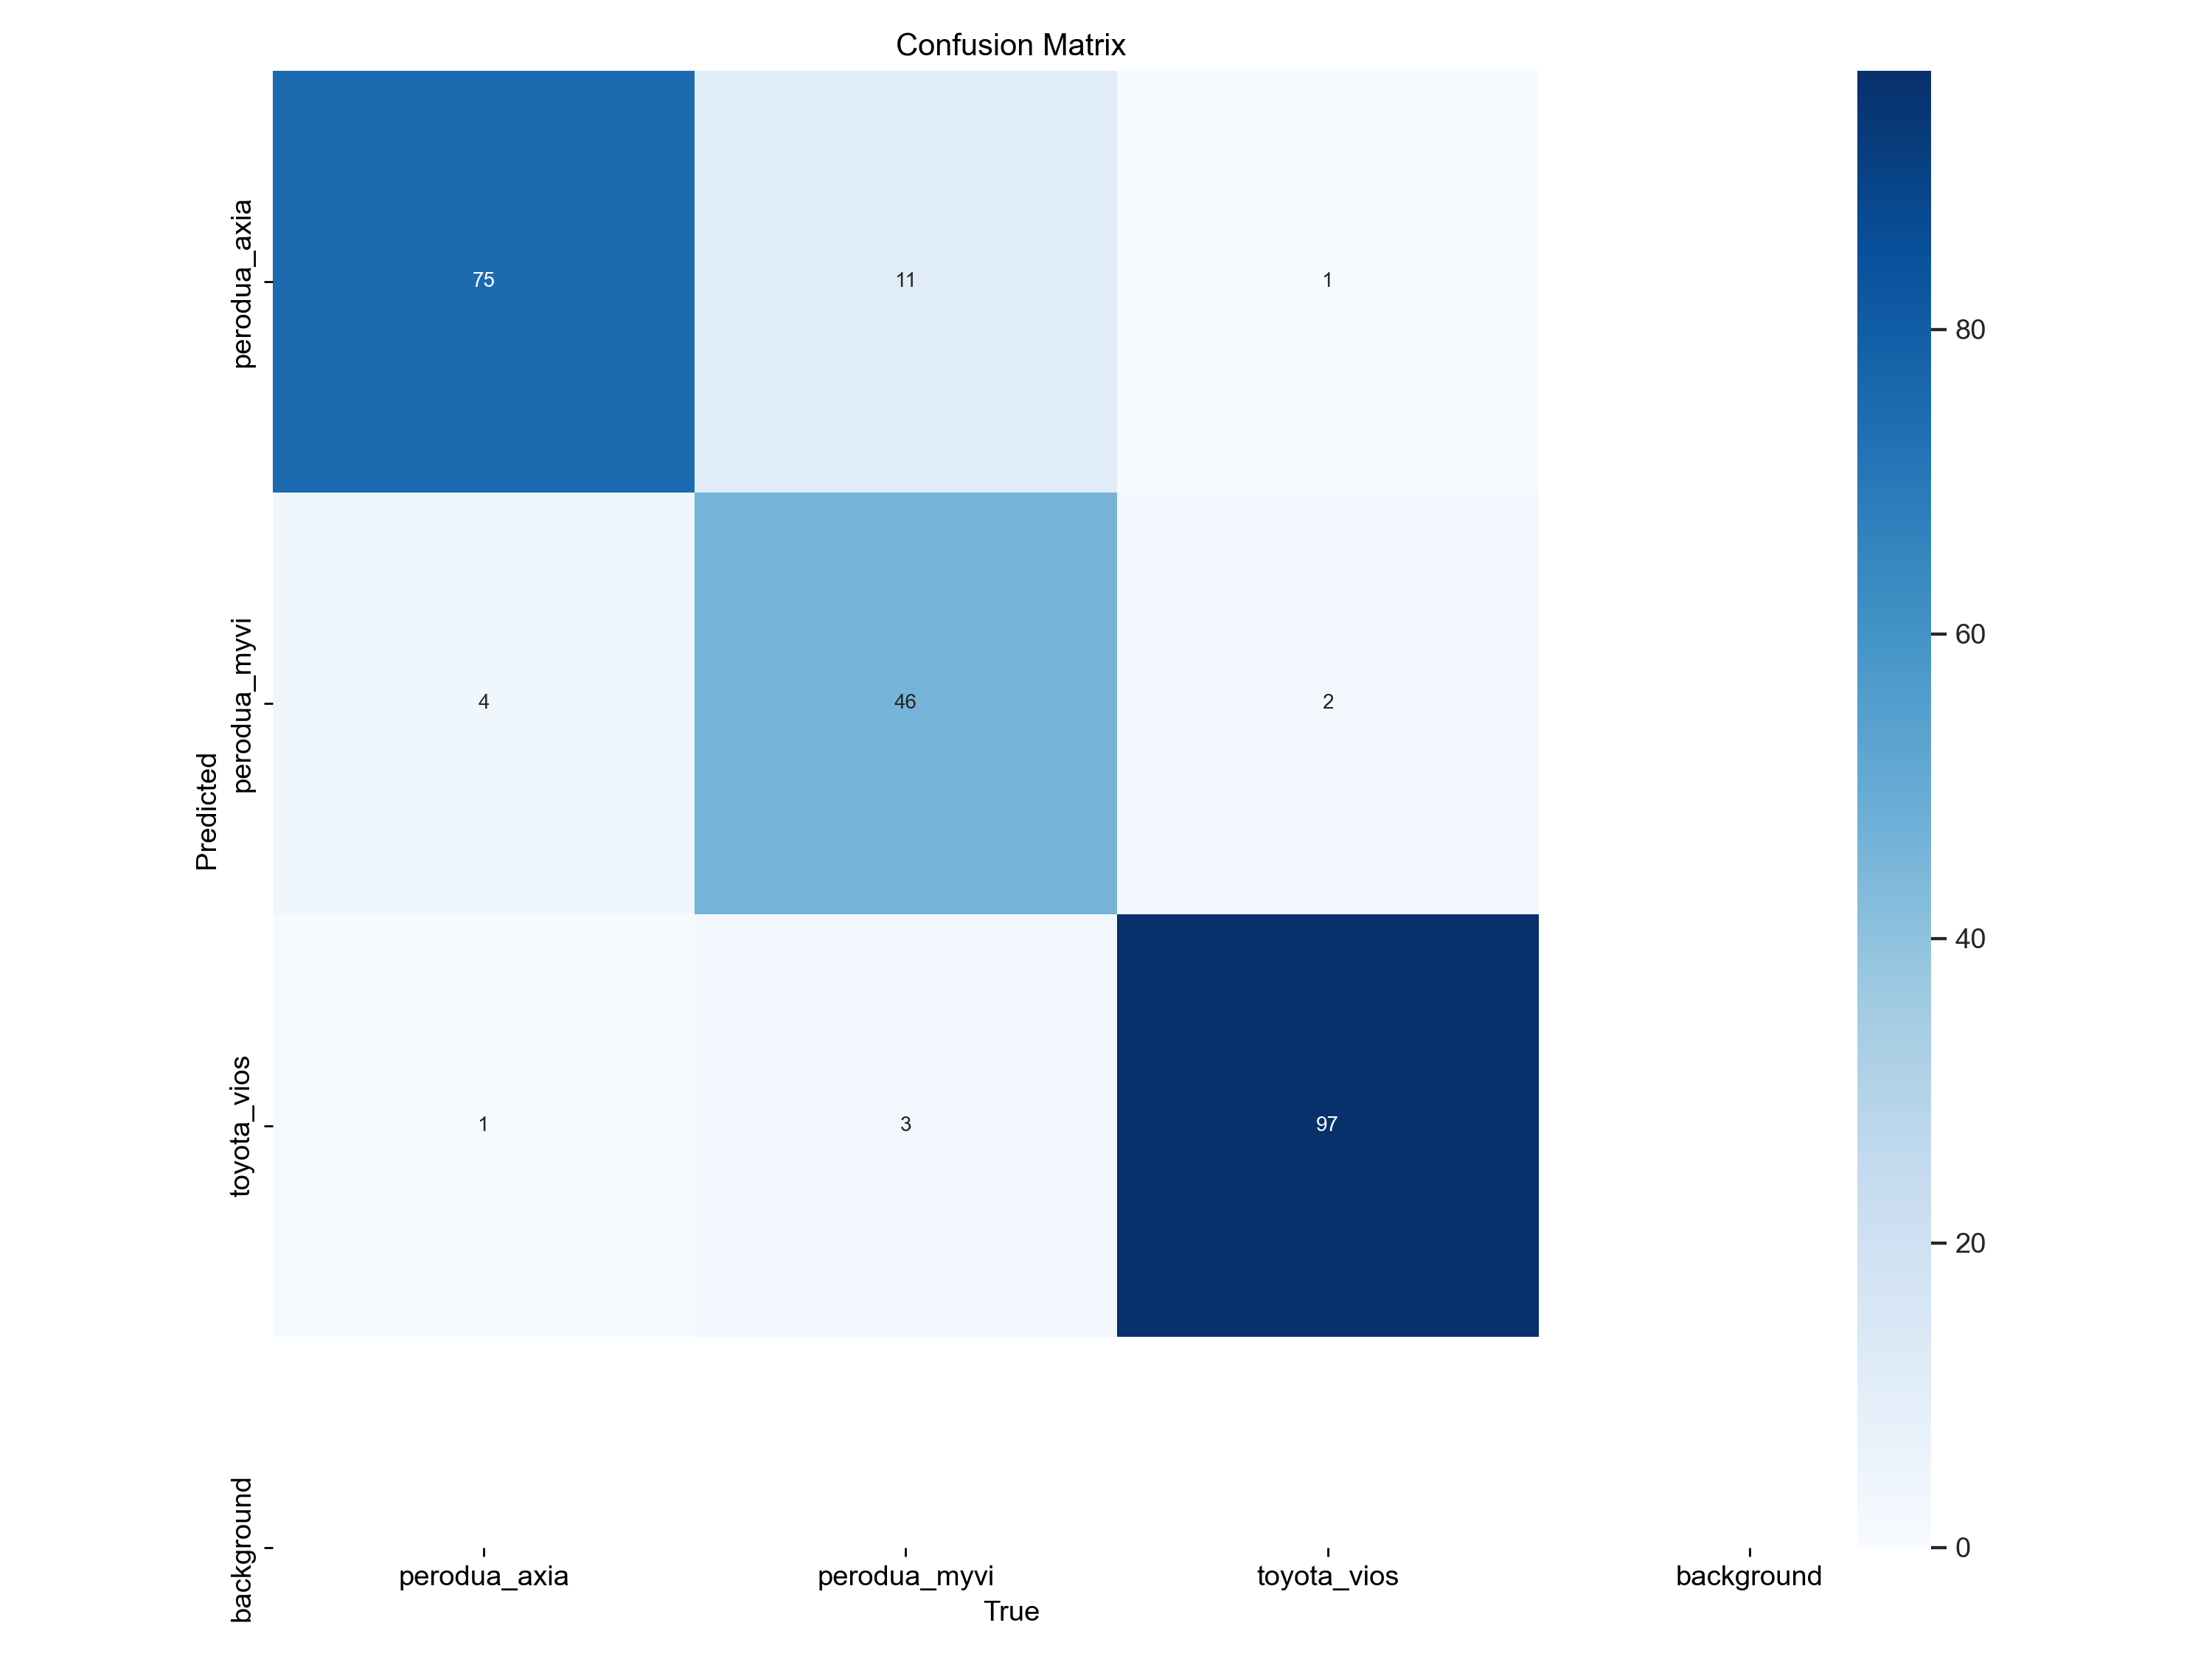 Confusion Matrix
perodua_axia
75
11
1
80
perodua_myvi
4
46
2
60
Predicted
40
toyota_vios
1
3
97
20
background
0
perodua_axia
perodua_myvi
toyota_vios
background
True